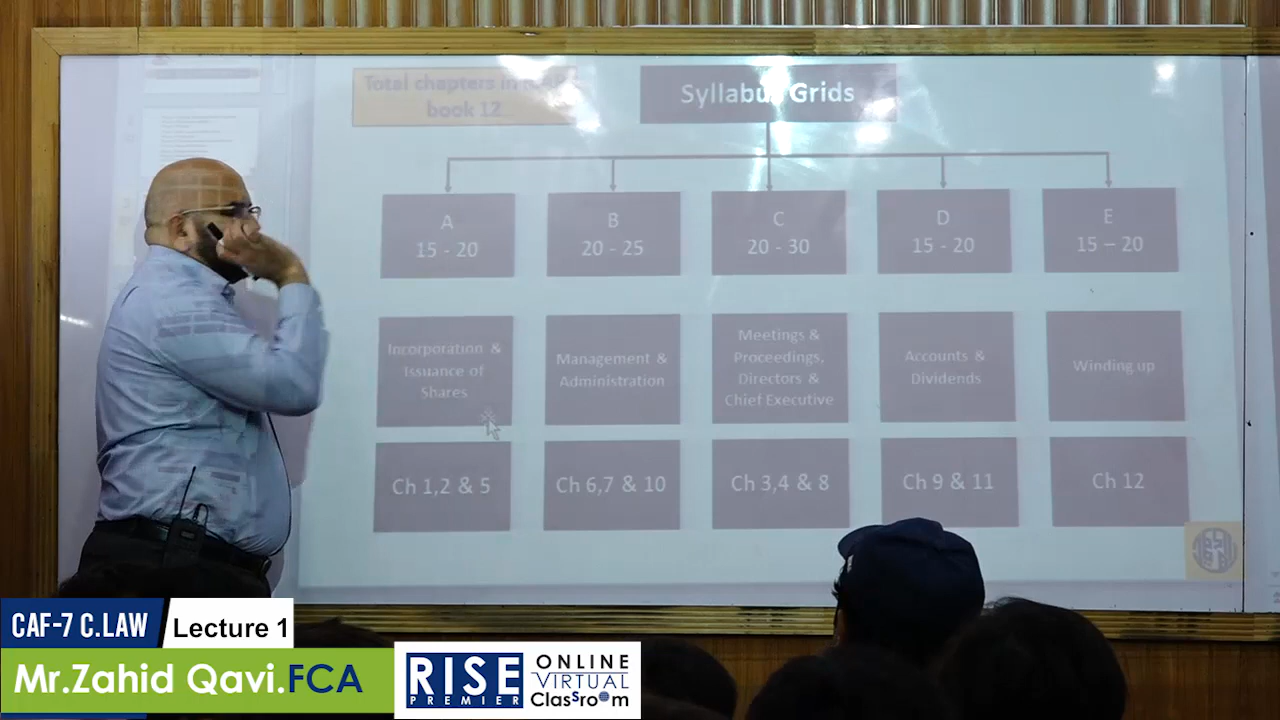 Total chapters in
book 12
Syllabus Grids
A
15 - 20
B
20 - 25
C
20 - 30
D
15 - 20
E
15 – 20
Incorporation &
Issuance of
Shares
Management &
Administration
Meetings &
Proceedings,
Directors &
Chief Executive
Accounts &
Dividends
Winding up
Ch 1,2 & 5
Ch 6,7 & 10
Ch 3,4 & 8
Ch 9 & 11
Ch 12
CAF-7 C.LAW
Lecture 1
Mr.Zahid Qavi.FCA
RISE
PREMIER
ONLINE
VIRTUAL
Classroom